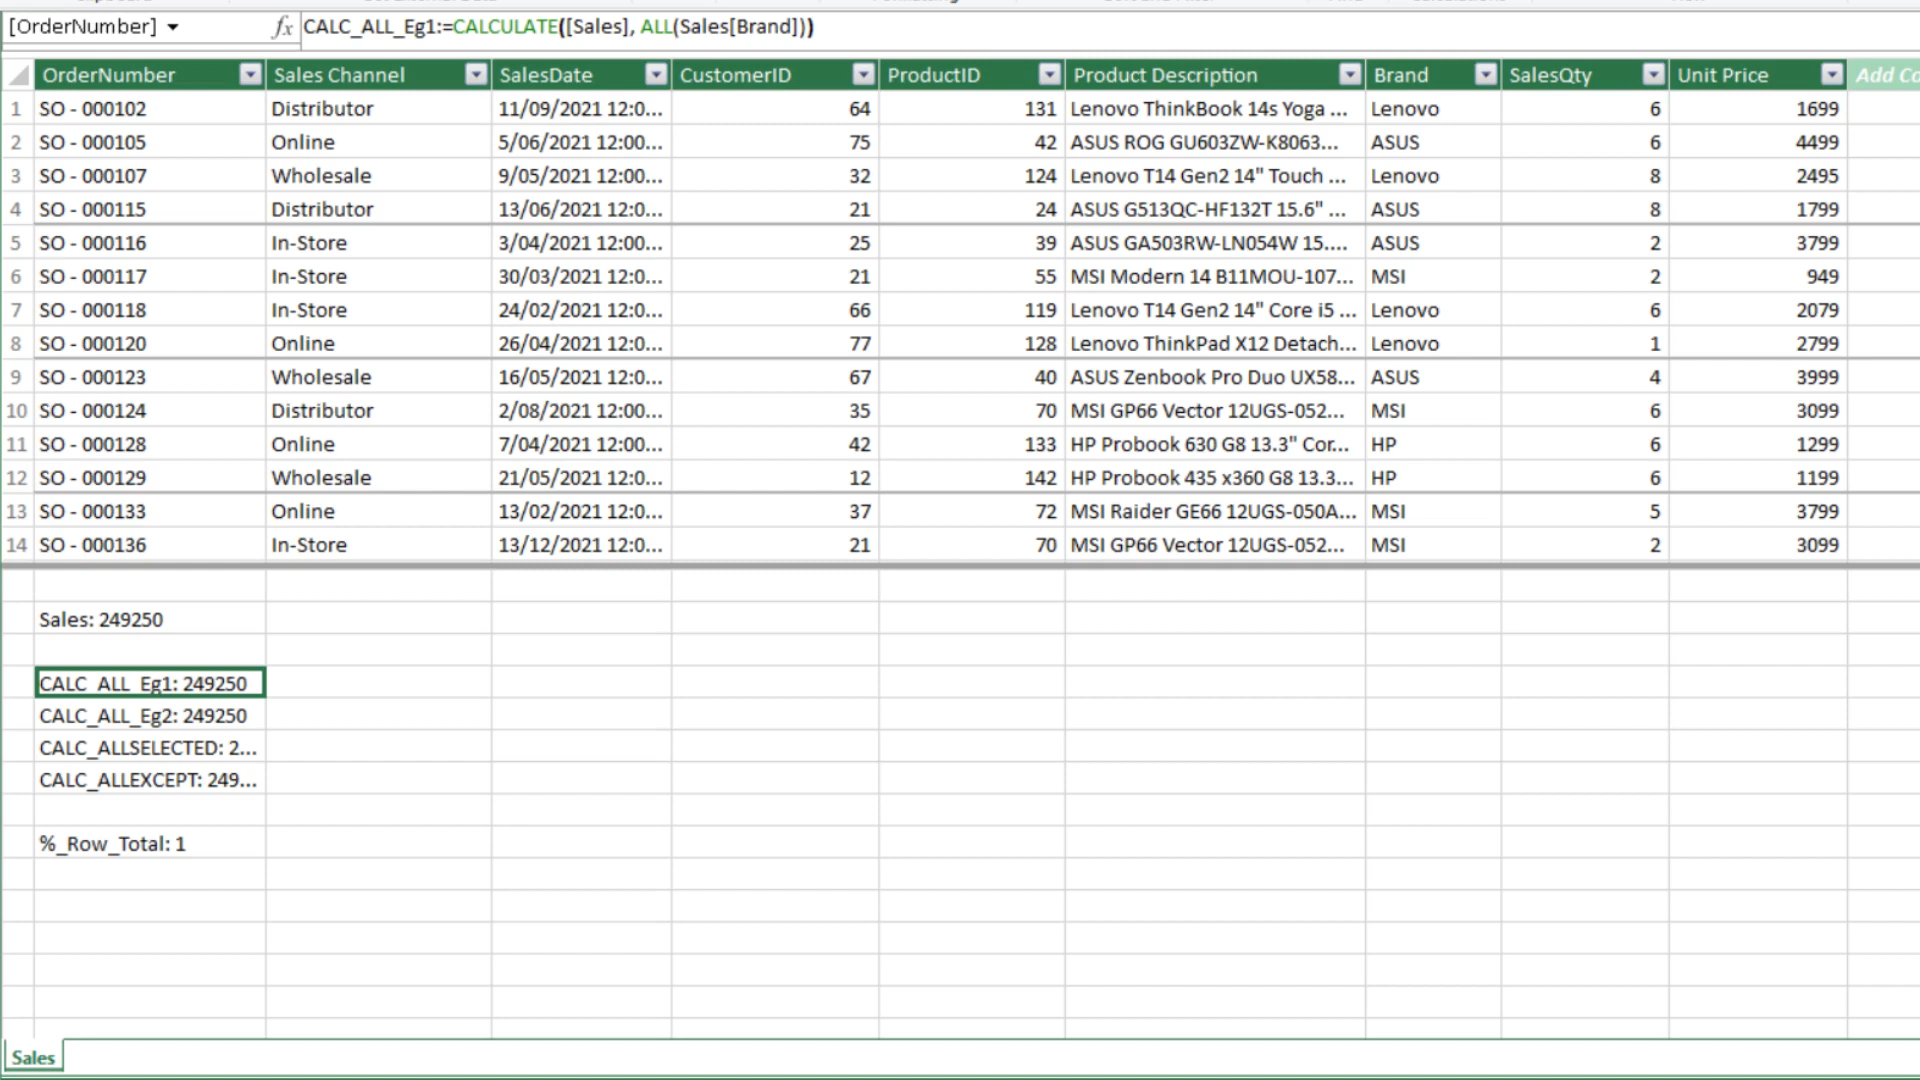 [OrderNumber] fx CALC_ALL_Eg1:=CALCULATE([Sales], ALL(Sales[Brand]))
OrderNumber Sales Channel SalesDate CustomerID ProductID Product Description Brand SalesQty Unit Price Add Co
1 SO - 000102 Distributor 11/09/2021 12:0... 64 131 Lenovo ThinkBook 14s Yoga ... Lenovo 6 1699
2 SO - 000105 Online 5/06/2021 12:00... 75 42 ASUS ROG GU603ZW-K8063... ASUS 6 4499
3 SO - 000107 Wholesale 9/05/2021 12:00... 32 124 Lenovo T14 Gen2 14" Touch ... Lenovo 8 2495
4 SO - 000115 Distributor 13/06/2021 12:0... 21 24 ASUS G513QC-HF132T 15.6" ... ASUS 8 1799
5 SO - 000116 In-Store 3/04/2021 12:00... 25 39 ASUS GA503RW-LN054W 15.... ASUS 2 3799
6 SO - 000117 In-Store 30/03/2021 12:0... 21 55 MSI Modern 14 B11MOU-107... MSI 2 949
7 SO - 000118 In-Store 24/02/2021 12:0... 66 119 Lenovo T14 Gen2 14" Core i5 ... Lenovo 6 2079
8 SO - 000120 Online 26/04/2021 12:0... 77 128 Lenovo ThinkPad X12 Detach... Lenovo 1 2799
9 SO - 000123 Wholesale 16/05/2021 12:0... 67 40 ASUS Zenbook Pro Duo UX58... ASUS 4 3999
10 SO - 000124 Distributor 2/08/2021 12:00... 35 70 MSI GP66 Vector 12UGS-052... MSI 6 3099
11 SO - 000128 Online 7/04/2021 12:00... 42 133 HP Probook 630 G8 13.3" Cor... HP 6 1299
12 SO - 000129 Wholesale 21/05/2021 12:0... 12 142 HP Probook 435 x360 G8 13.3... HP 6 1199
13 SO - 000133 Online 13/02/2021 12:0... 37 72 MSI Raider GE66 12UGS-050A... MSI 5 3799
14 SO - 000136 In-Store 13/12/2021 12:0... 21 70 MSI GP66 Vector 12UGS-052... MSI 2 3099
Sales: 249250
CALC_ALL_Eg1: 249250
CALC_ALL_Eg2: 249250
CALC_ALLSELECTED: 2...
CALC_ALLEXCEPT: 249...
%_Row_Total: 1
Sales